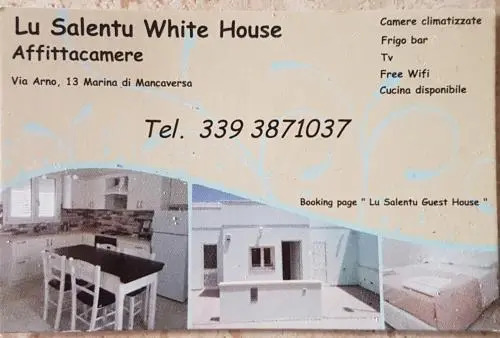 Lu Salentu White House
Affittacamere
Via Arno, 13 Marina di Mancaversa
Camere climatizzate
Frigo bar
Tv
Free Wifi
Cucina disponibile
Tel. 339 3871037
Booking page " Lu Salentu Guest House "